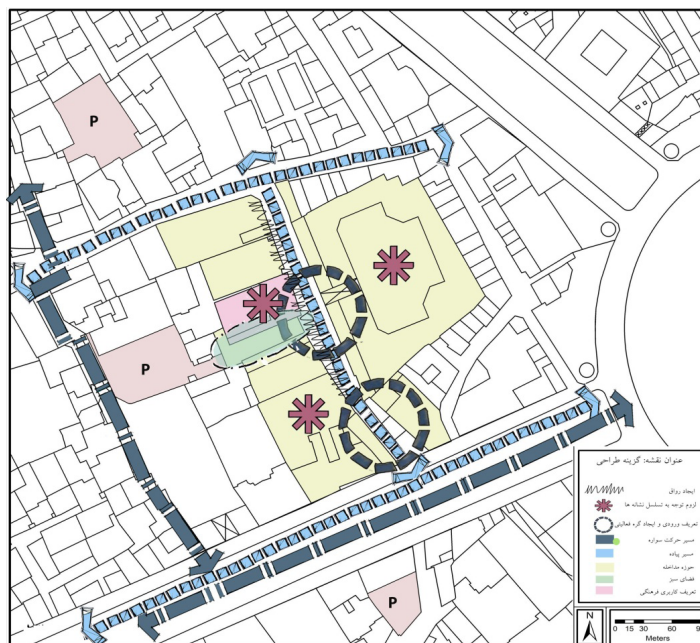 P
P
P
عنوان نقشه: گزینه طراحی
ایجاد رواق
لزوم توجه به تسلسل نشانه ها
تعریف ورودی و ایجاد گره فعالیتی
مسیر حرکت سواره
مسیر پیاده
حوزه مداخله
فضای سبز
تعریف کاربری فرهنگی
N
0 15 30 60
Meters